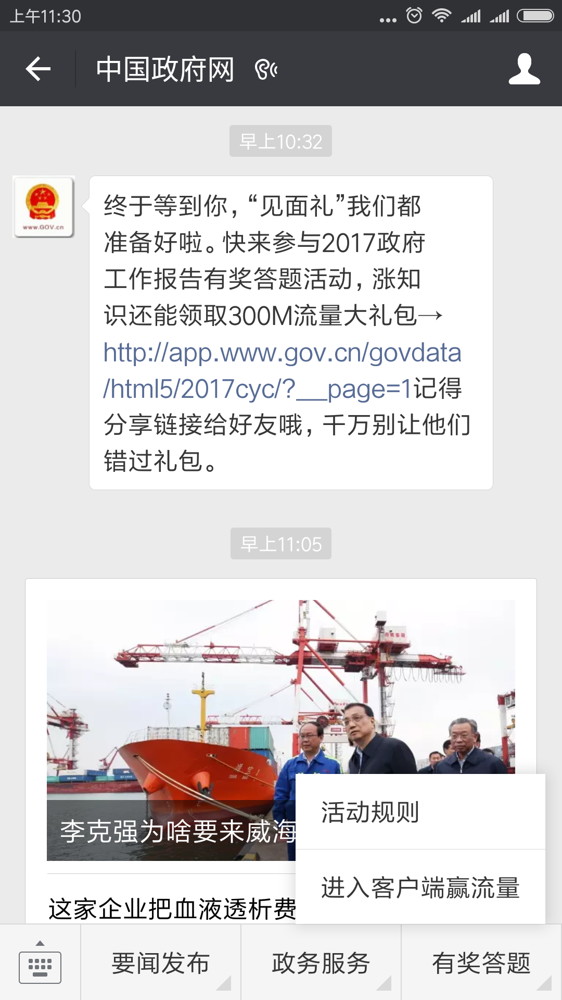 上午11:30
中国政府网
早上10:32
www.GOV.cn
终于等到你，“见面礼”我们都
准备好啦。快来参与2017政府
工作报告有奖答题活动，涨知
识还能领取300M流量大礼包→
http://app.www.gov.cn/govdata
/html5/2017cyc/?__page=1记得
分享链接给好友哦，千万别让他们
错过礼包。
早上11:05
李克强为啥要来威海
活动规则
进入客户端赢流量
这家企业把血液透析费
要闻发布
政务服务
有奖答题